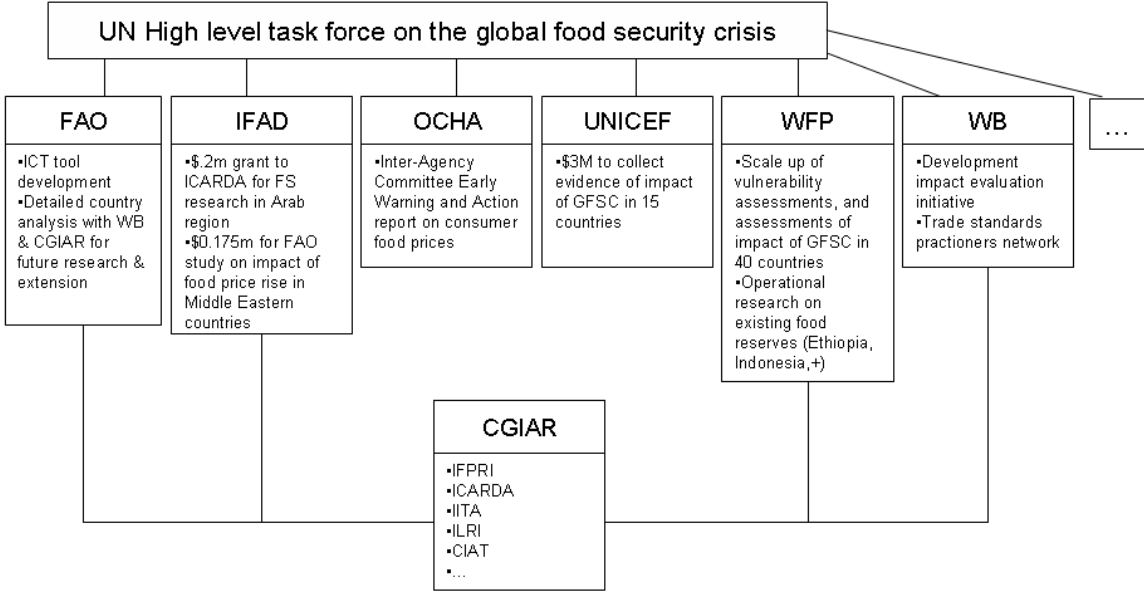 UN High level task force on the global food security crisis
FAO
▪ICT tool
development
▪Detailed country
analysis with WB
& CGIAR for
future research &
extension
IFAD
▪$.2m grant to
ICARDA for FS
research in Arab
region
▪$0.175m for FAO
study on impact of
food price rise in
Middle Eastern
countries
OCHA
▪Inter-Agency
Committee Early
Warning and Action
report on consumer
food prices
UNICEF
▪$3M to collect
evidence of impact
of GFSC in 15
countries
WFP
▪Scale up of
vulnerability
assessments, and
assessments of
impact of GFSC in
40 countries
▪Operational
research on
existing food
reserves (Ethiopia,
Indonesia,+)
WB
▪Development
impact evaluation
initiative
▪Trade standards
practioners network
...
CGIAR
▪IFPRI
▪ICARDA
▪IITA
▪ILRI
▪CIAT
▪...